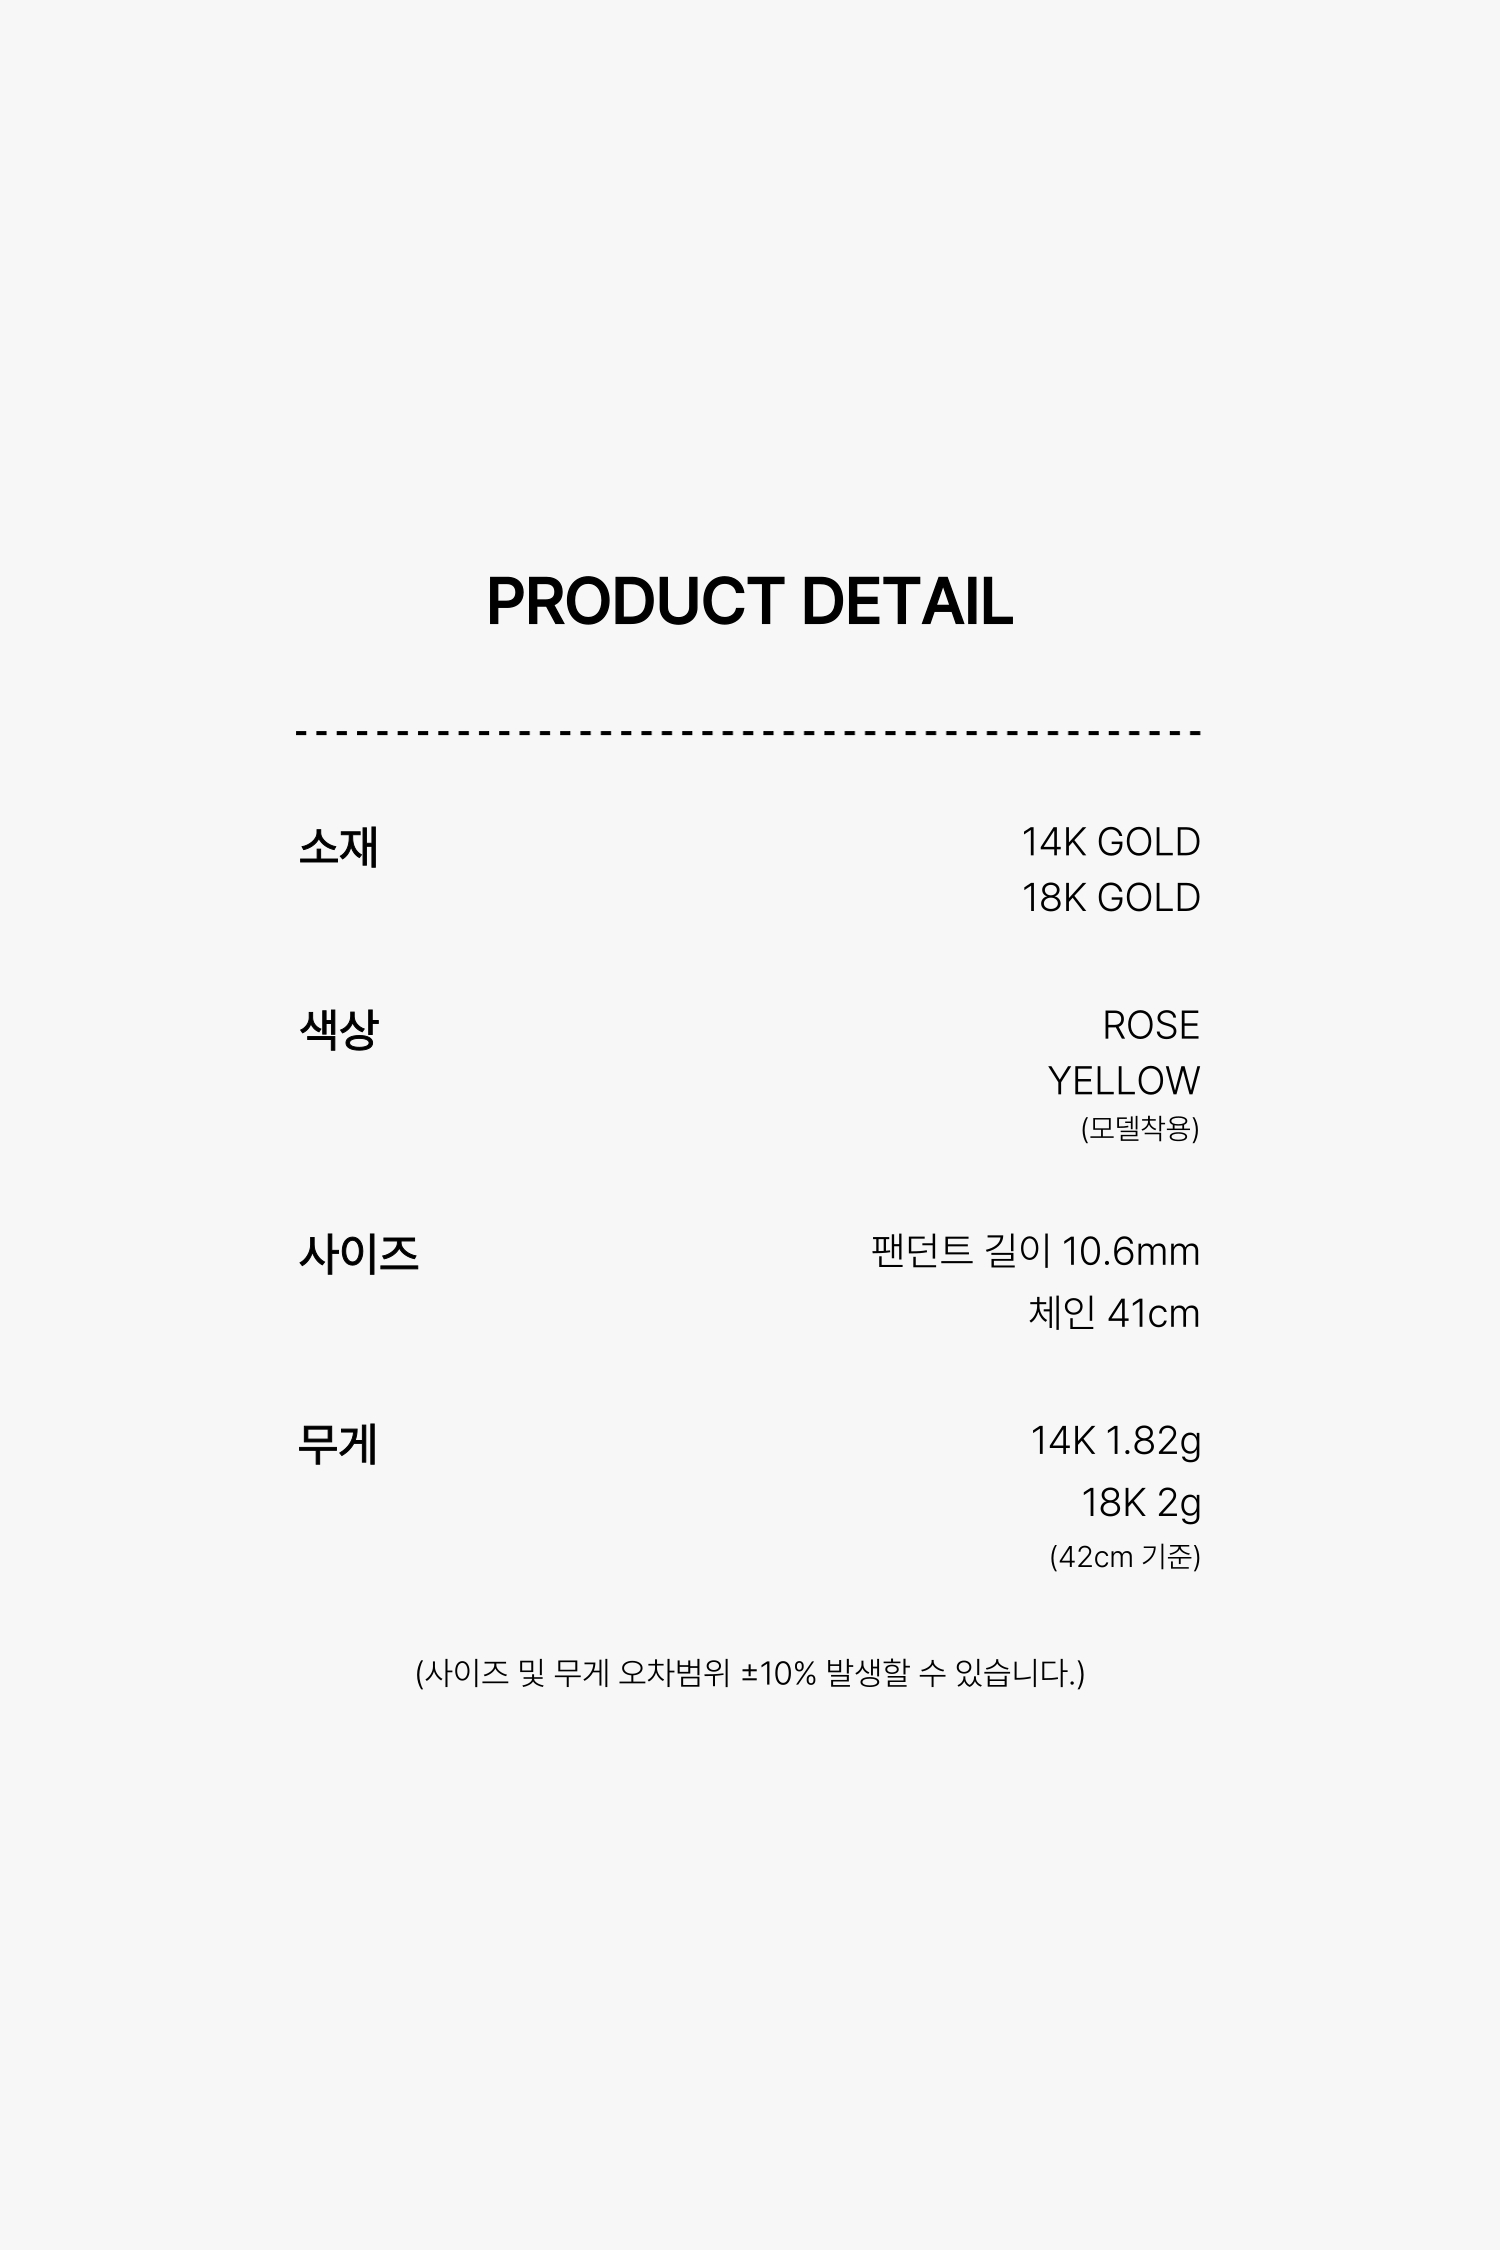 PRODUCT DETAIL
소재 14K GOLD
18K GOLD
색상 ROSE
YELLOW
(모델착용)
사이즈 팬던트 길이 10.6mm
체인 41cm
무게 14K 1.82g
18K 2g
(42cm 기준)
(사이즈 및 무게 오차범위 ±10% 발생할 수 있습니다.)